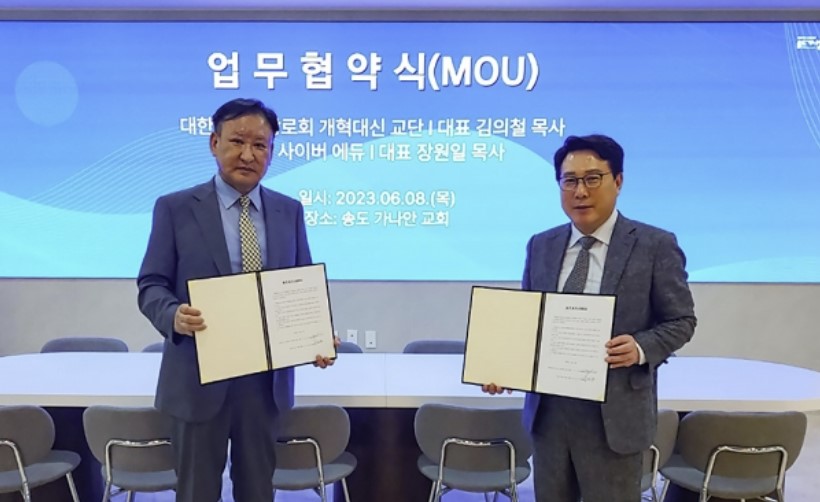 업 무 협 약 식(MOU)
대한 로회 개혁대신 교단 | 대표 김의철 목사
사이버 에듀 | 대표 장원일 목사
일시: 2023.06.08.(목)
장소: 송도 가나안 교회